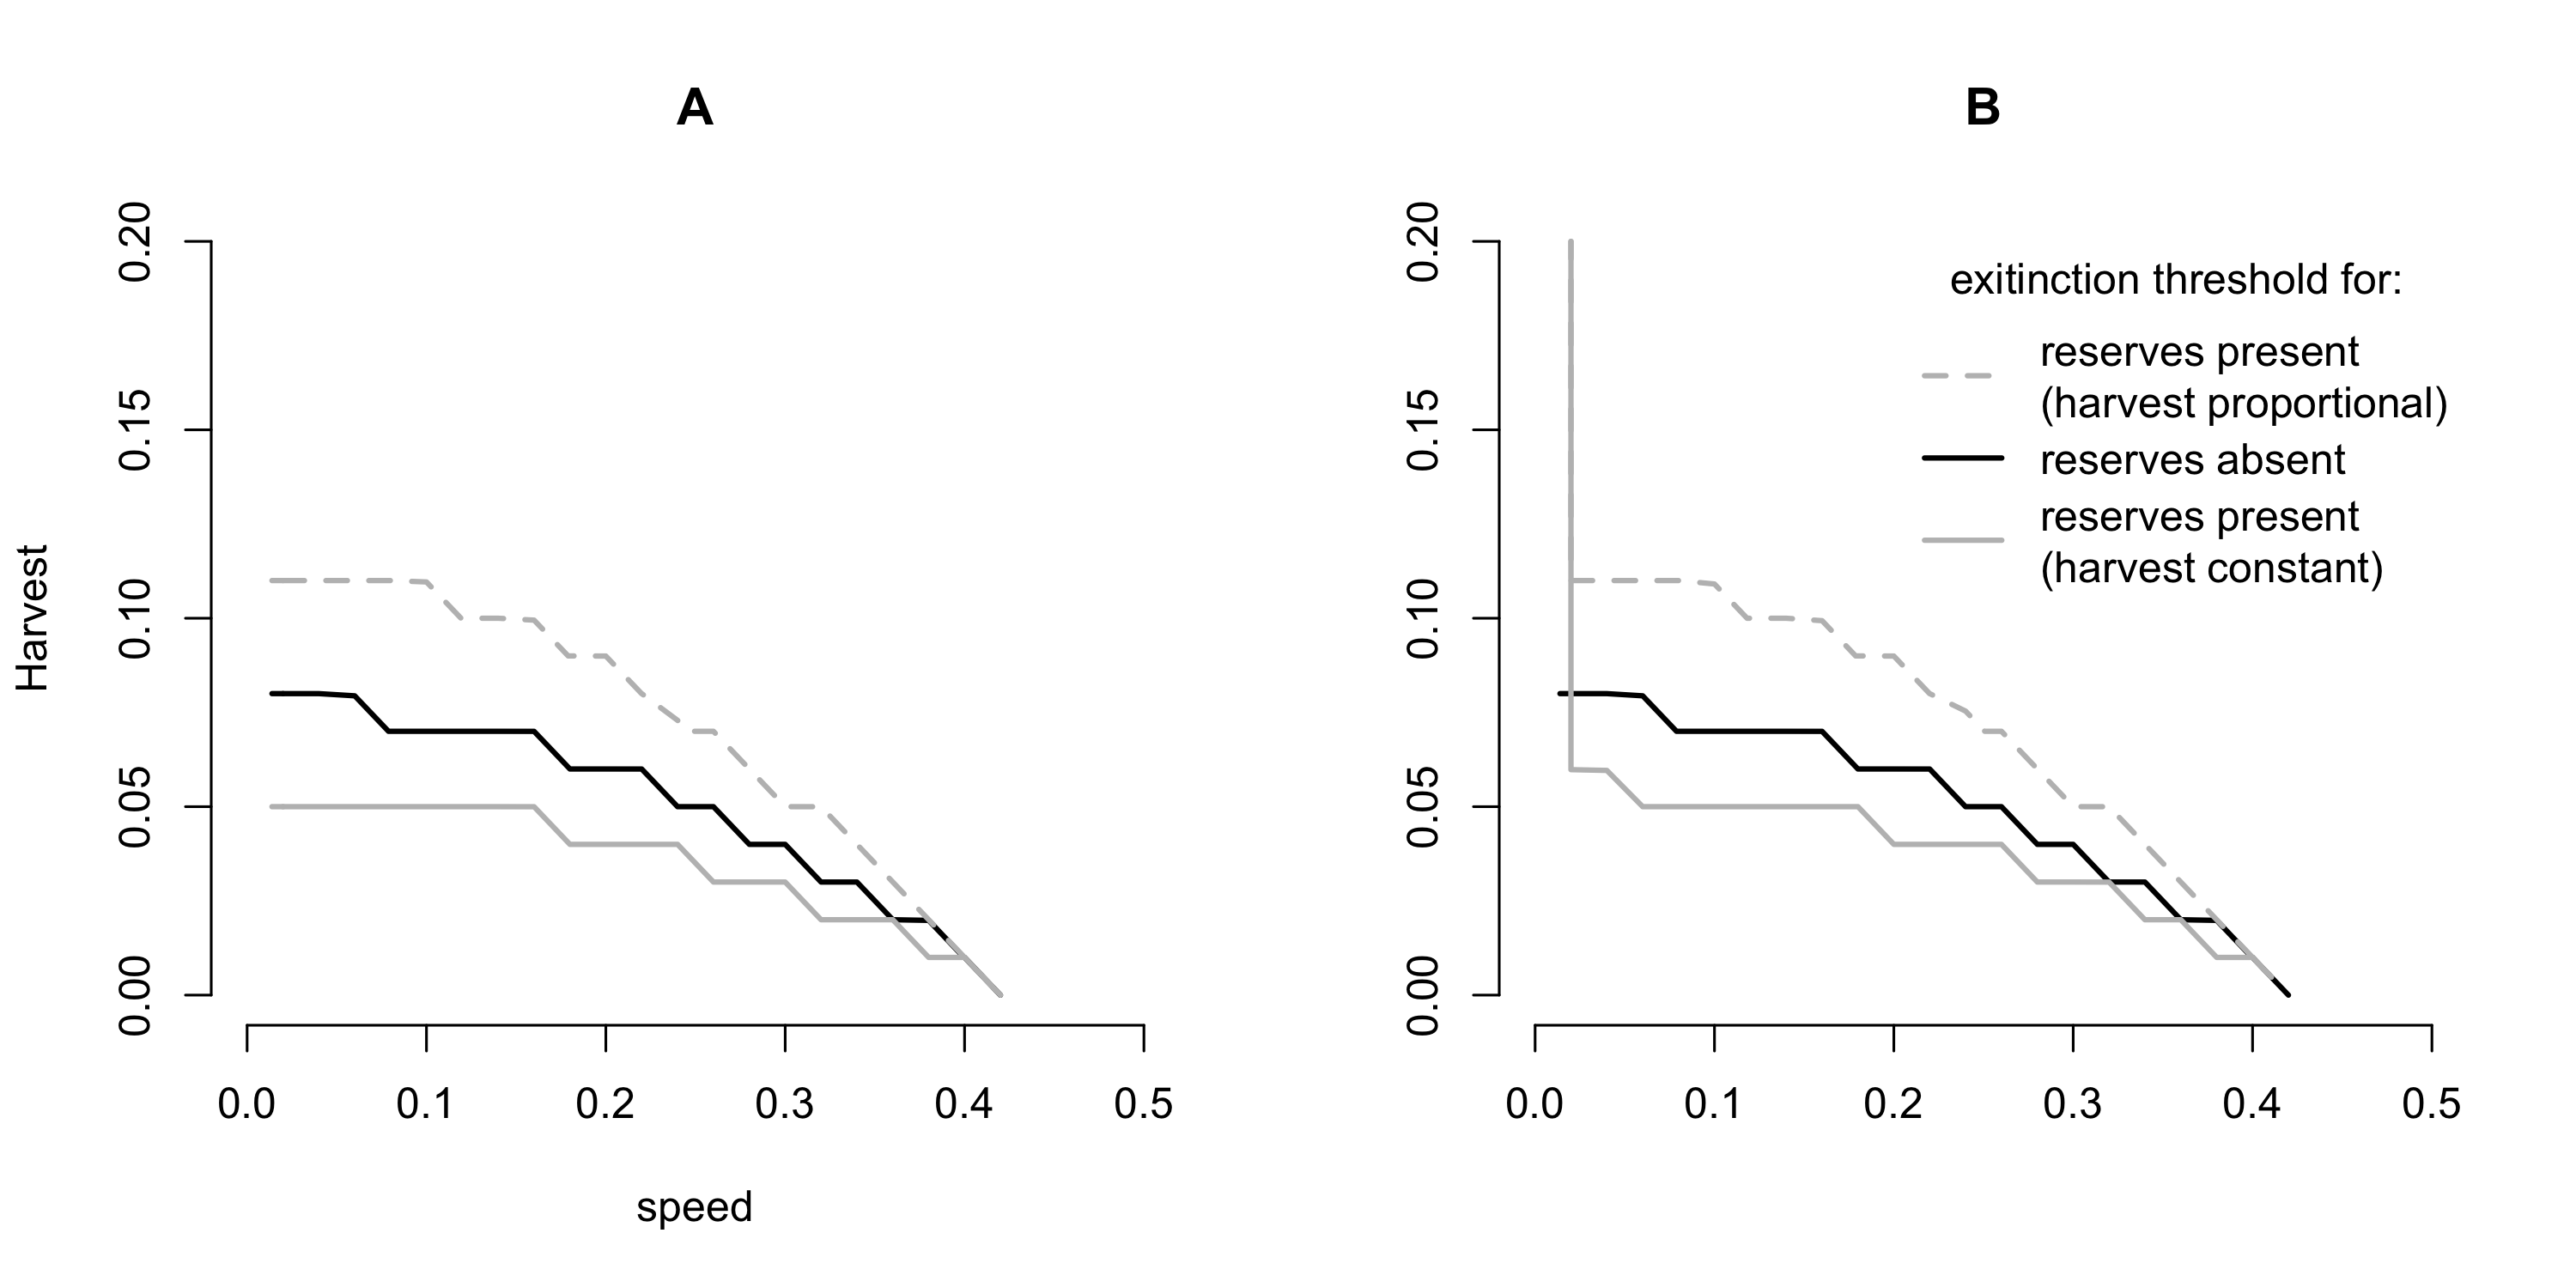 A
Harvest
0.20
0.15
0.10
0.05
0.00
0.0 0.1 0.2 0.3 0.4 0.5
speed
B
0.20
0.15
0.10
0.05
0.00
0.0 0.1 0.2 0.3 0.4 0.5
exitinction threshold for:
reserves present
(harvest proportional)
reserves absent
reserves present
(harvest constant)